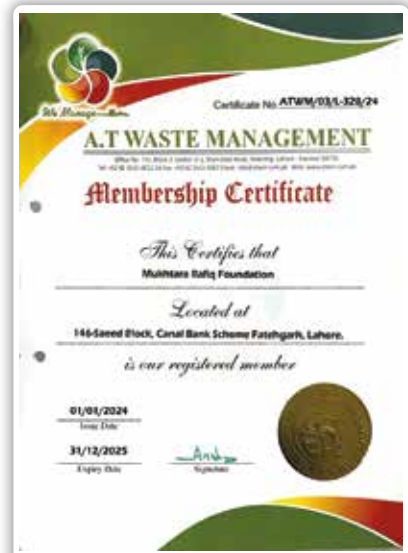 We Manage
Certificate No. ATWM/03/L-328/24
A.T WASTE MANAGEMENT
Membership Certificate
This Certifies that
Mukhtara Rafiq Foundation
Located at
146-Saeed Block, Canal Bank Scheme Fatehgarh, Lahore.
is our registered member
01/01/2024
Issue Date
31/12/2025
Expiry Date
Signature